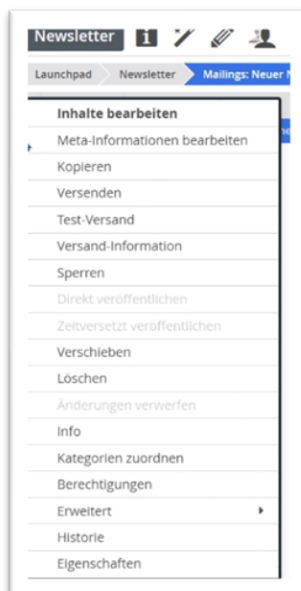 Newsletter
Launchpad Newsletter Mailings: Neuer
Inhalte bearbeiten
Meta-Informationen bearbeiten
Kopieren
Versenden
Test-Versand
Versand-Information
Sperren
Direkt veröffentlichen
Zeitversetzt veröffentlichen
Verschieben
Löschen
Änderungen verwerfen
Info
Kategorien zuordnen
Berechtigungen
Erweitert
Historie
Eigenschaften